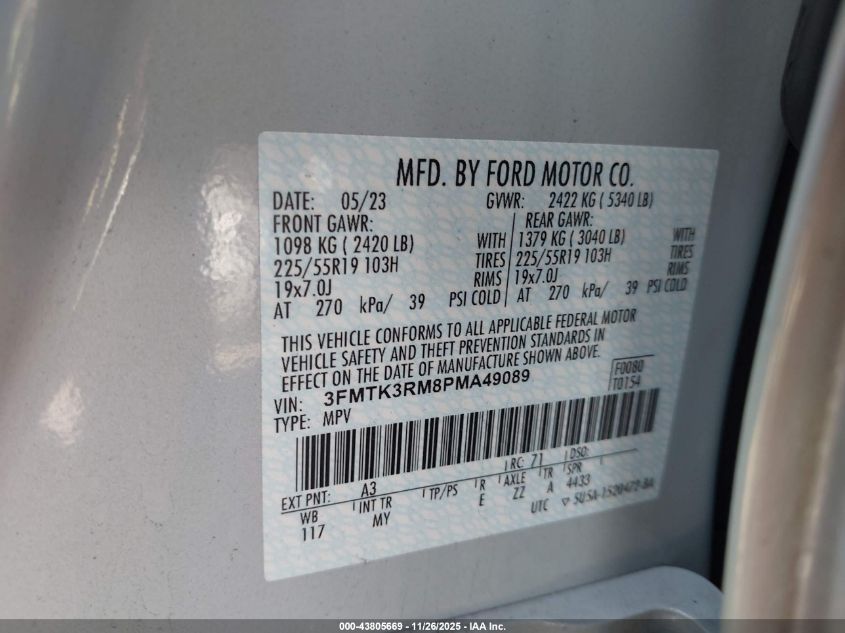 MFD. BY FORD MOTOR CO.
DATE: 05/23 GVWR: 2422 KG ( 5340 LB)
FRONT GAWR: REAR GAWR:
1098 KG ( 2420 LB) WITH 1379 KG ( 3040 LB) WITH
225/55R19 103H TIRES 225/55R19 103H TIRES
19x7.0J RIMS 19x7.0J RIMS
AT 270 kPa/ 39 PSI COLD AT 270 kPa/ 39 PSI COLD
THIS VEHICLE CONFORMS TO ALL APPLICABLE FEDERAL MOTOR
VEHICLE SAFETY AND THEFT PREVENTION STANDARDS IN
EFFECT ON THE DATE OF MANUFACTURE SHOWN ABOVE.
VIN: 3FMTK3RM8PMA49089 F0080
TYPE: MPV T0154
RC: 71 DSO:
EXT PNT: A3 TP/PS R AXLE TR SPR
WB INT TR E ZZ A 4433
117 MY UTC
000-43805669 - 11/26/2025 - IAA Inc.